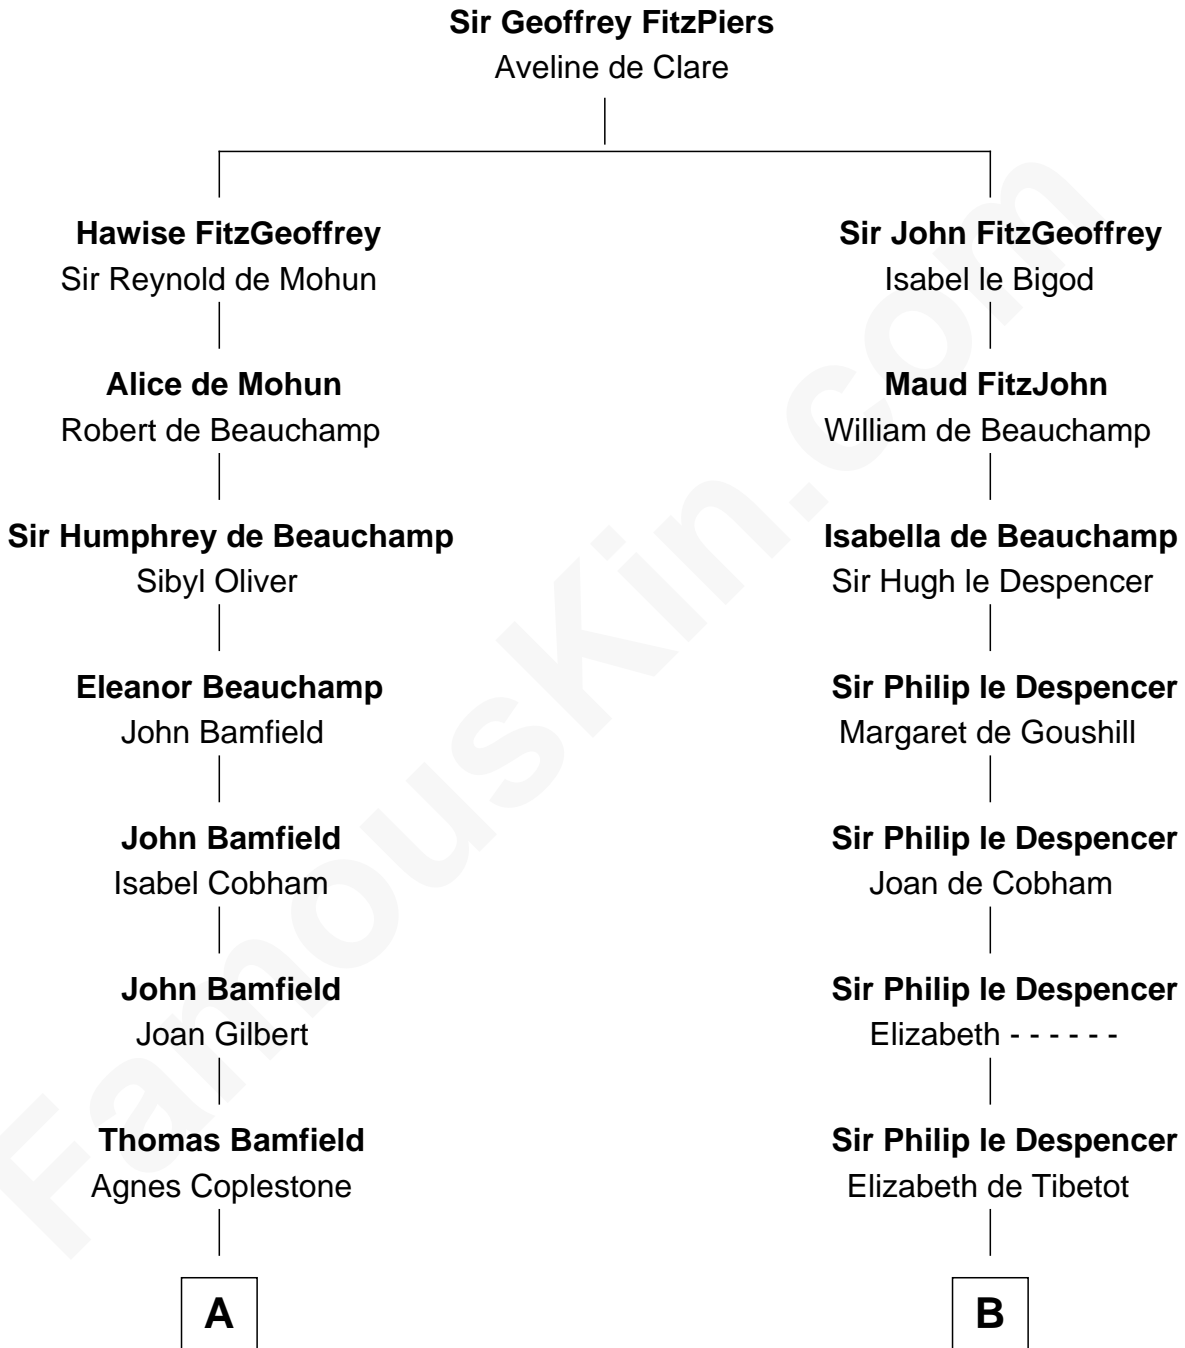 Sir Geoffrey FitzPiers
Aveline de Clare
Hawise FitzGeoffrey
Sir Reynold de Mohun
Alice de Mohun
Robert de Beauchamp
Sir Humphrey de Beauchamp
Sibyl Oliver
Eleanor Beauchamp
John Bamfield
John Bamfield
Isabel Cobham
John Bamfield
Joan Gilbert
Thomas Bamfield
Agnes Coplestone
A
Sir John FitzGeoffrey
Isabel le Bigod
Maud FitzJohn
William de Beauchamp
Isabella de Beauchamp
Sir Hugh le Despencer
Sir Philip le Despencer
Margaret de Goushill
Sir Philip le Despencer
Joan de Cobham
Sir Philip le Despencer
Elizabeth - - - - - -
Sir Philip le Despencer
Elizabeth de Tibetot
B
FamousKin.com